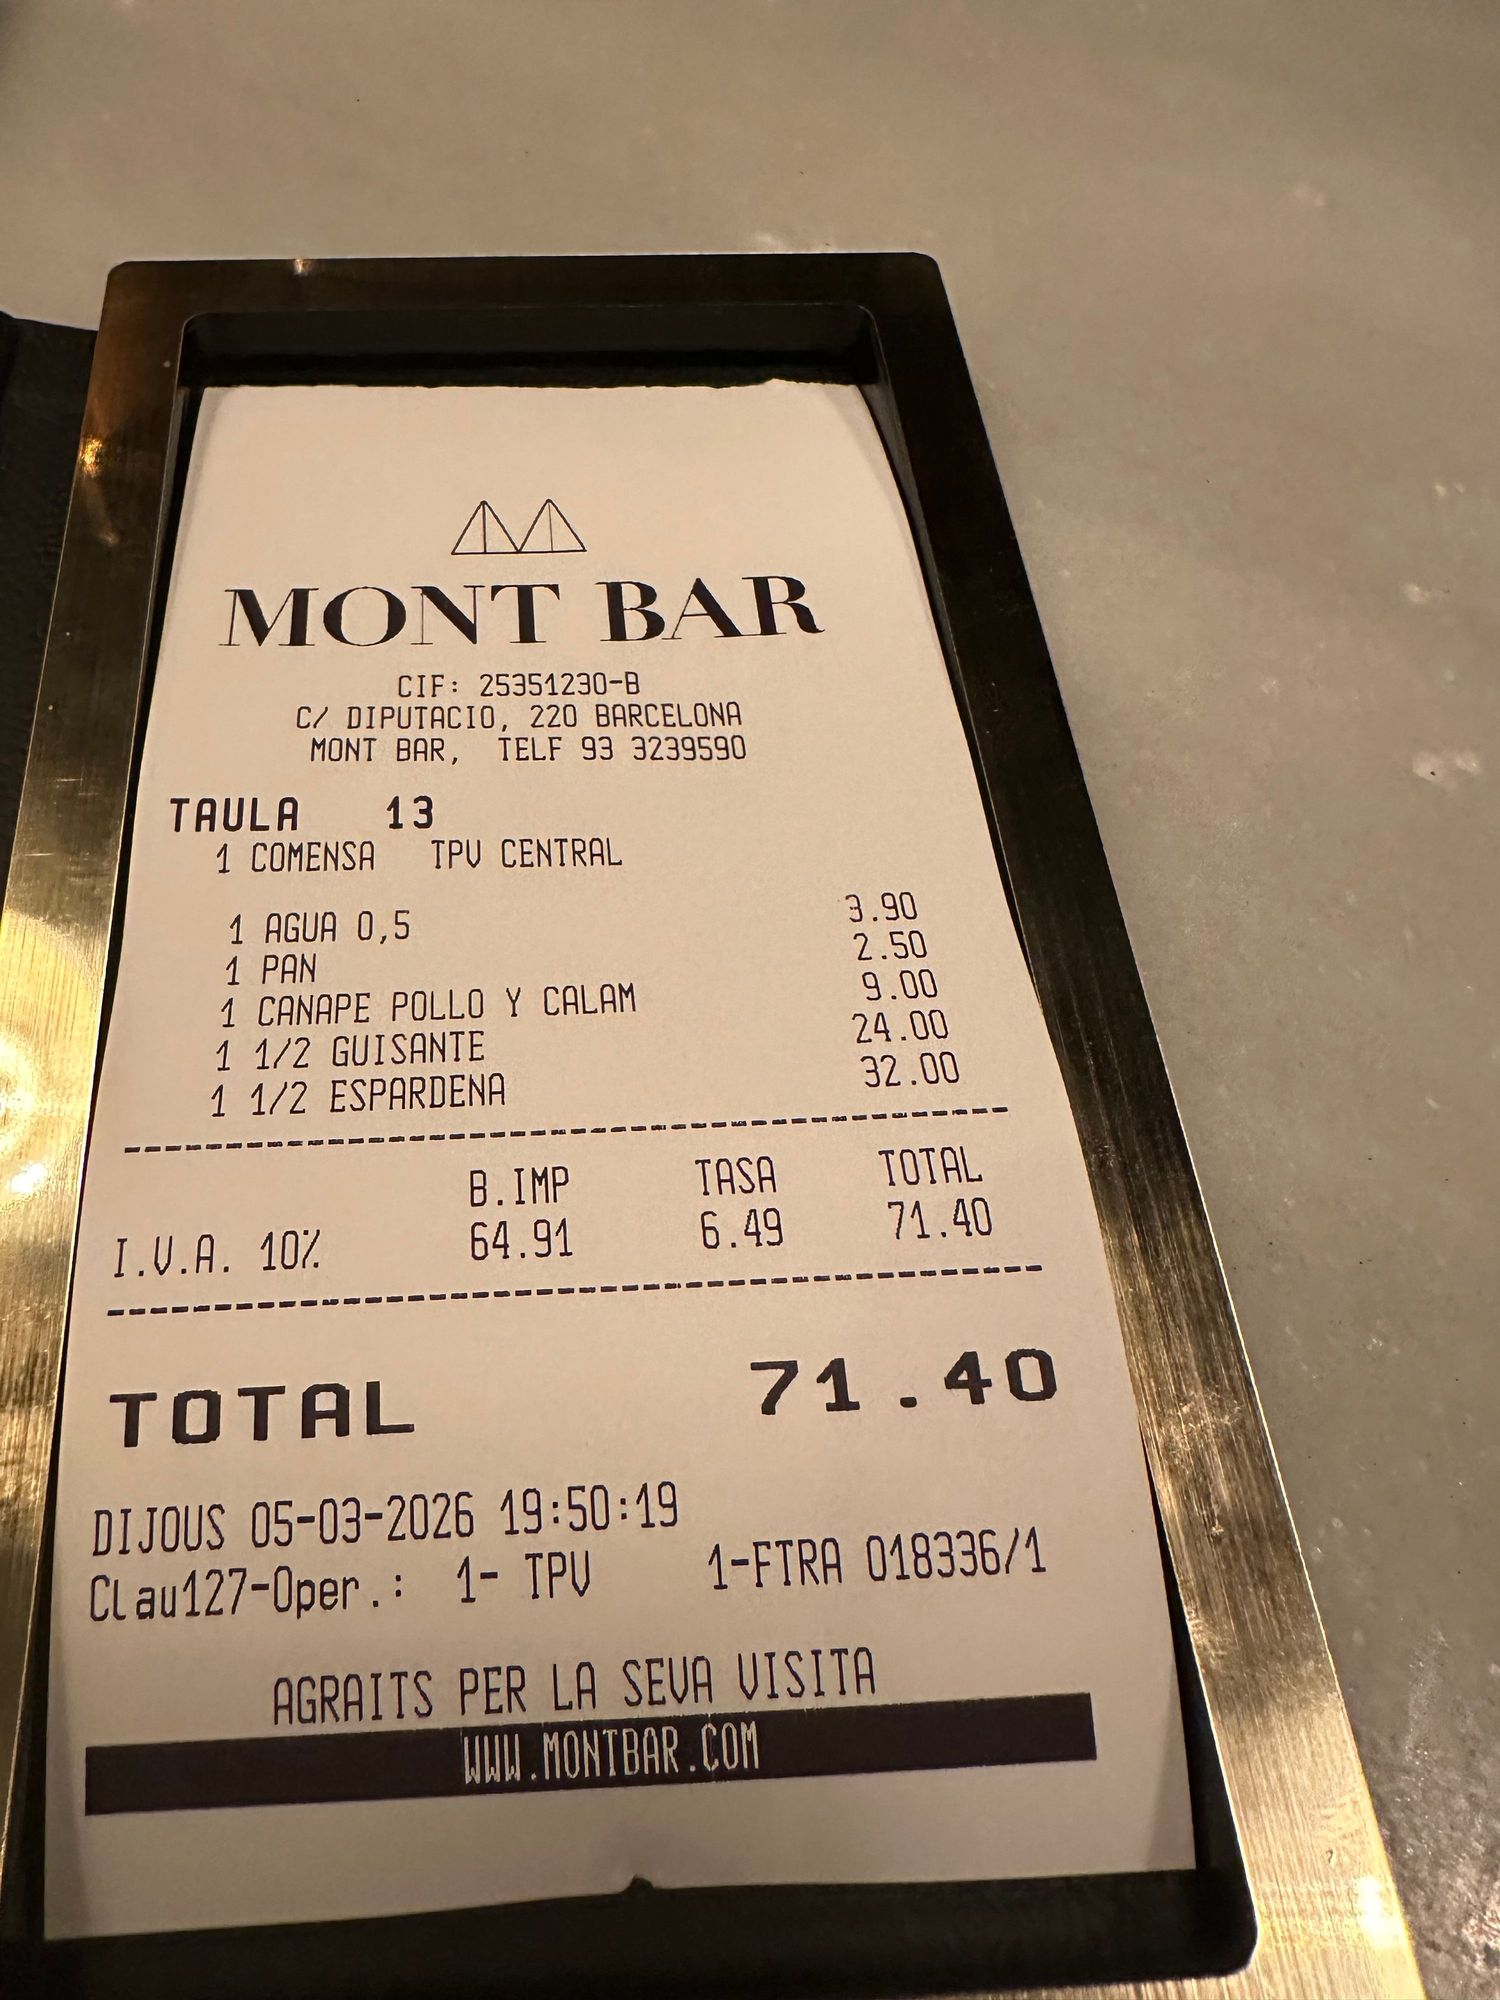 MONT BAR
CIF: 25351230-B
C/ DIPUTACIO, 220 BARCELONA
MONT BAR, TELF 93 3239590
TAULA 13
1 COMENSA TPV CENTRAL
1 AGUA 0,5 3.90
1 PAN 2.50
1 CANAPE POLLO Y CALAM 9.00
1 1/2 GUISANTE 24.00
1 1/2 ESPARDENA 32.00
B.IMP TASA TOTAL
I.V.A. 10% 64.91 6.49 71.40
TOTAL 71.40
DIJOUS 05-03-2026 19:50:19
Clau127-Oper.: 1- TPV 1-FTRA 018336/1
AGRAITS PER LA SEVA VISITA
WWW.MONTBAR.COM